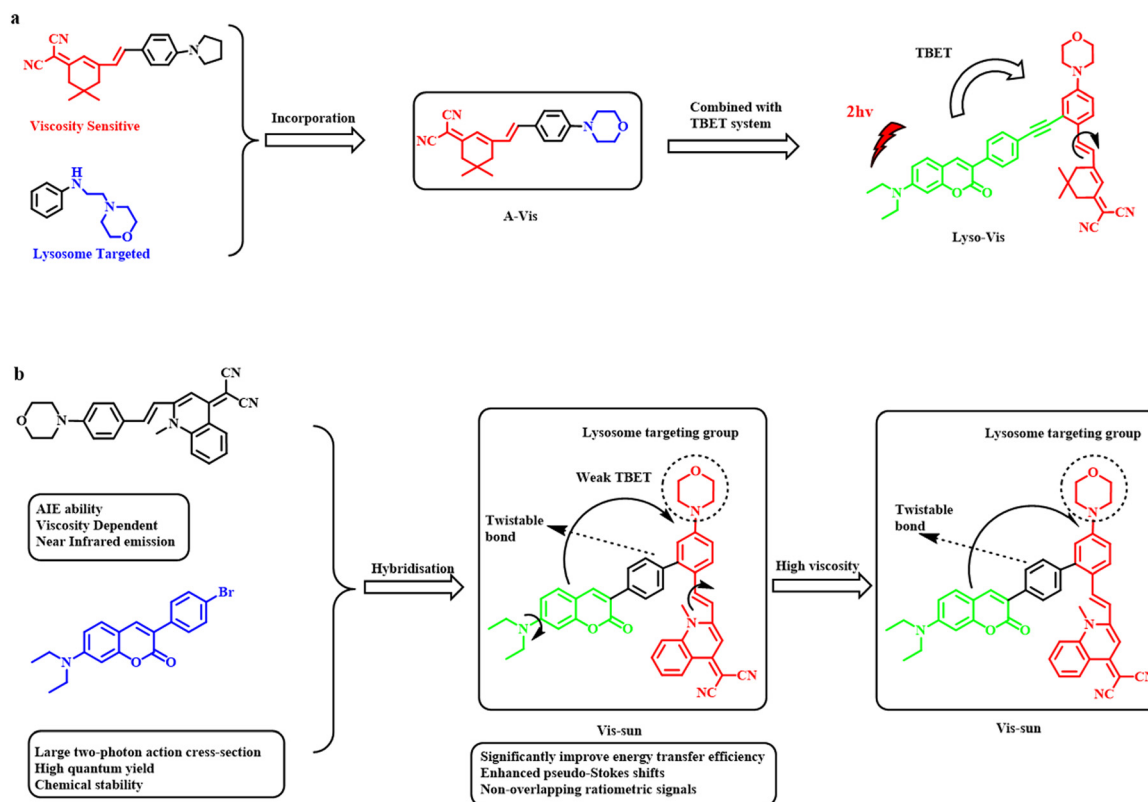 a
CN
NC
N
Viscosity Sensitive
H
N
N
O
Lysosome Targeted
Incorporation
CN
NC
N
O
A-Vis
Combined with
TBET system
TBET
2hv
O
N
N
O
O
CN
NC
Lyso-Vis
b
O
N
N
CN
CN
AIE ability
Viscosity Dependent
Near Infrared emission
Br
N
O
O
Large two-photon action cress-section
High quantum yield
Chemical stability
Hybridisation
Lysosome targeting group
Weak TBET
O
N
Twistable
bond
N
O
O
N
NC
CN
Vis-sun
Significantly improve energy transfer efficiency
Enhanced pseudo-Stokes shifts
Non-overlapping ratiometric signals
High viscosity
Lysosome targeting group
O
N
Twistable
bond
N
O
O
N
NC
CN
Vis-sun